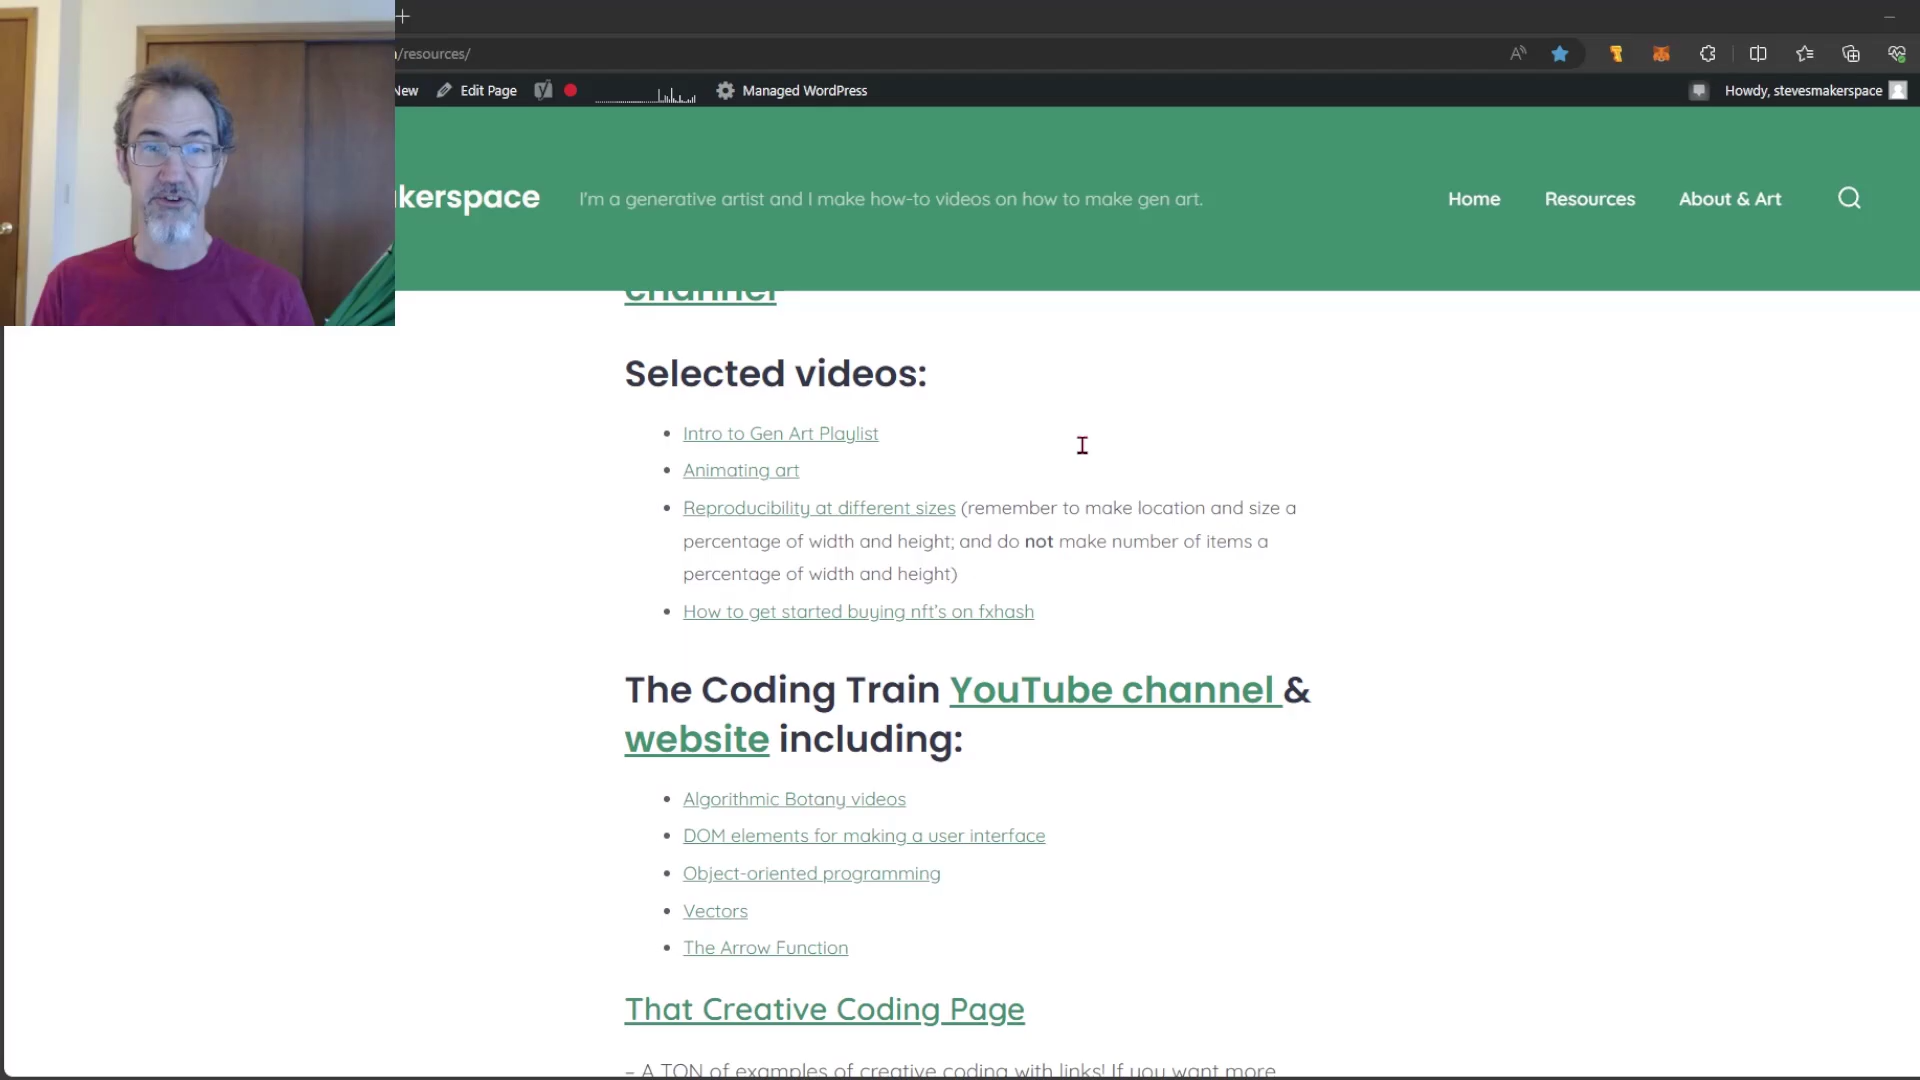 /resources/
New Edit Page Managed WordPress Howdy, stevesmakerspace
kerspace I'm a generative artist and I make how-to videos on how to make gen art. Home Resources About & Art
channel
Selected videos:
Intro to Gen Art Playlist
Animating art
Reproducibility at different sizes (remember to make location and size a
percentage of width and height; and do not make number of items a
percentage of width and height)
How to get started buying nft's on fxhash
The Coding Train YouTube channel &
website including:
Algorithmic Botany videos
DOM elements for making a user interface
Object-oriented programming
Vectors
The Arrow Function
That Creative Coding Page
– A TON of examples of creative coding with links! If you want more